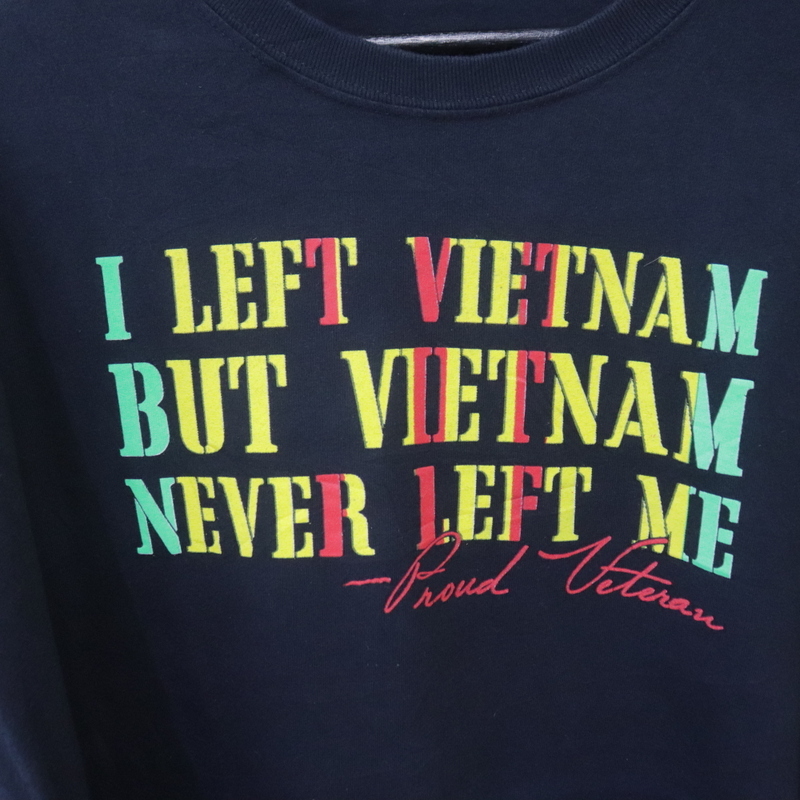 I LEFT VIETNAM
BUT VIETNAM
NEVER LEFT ME
—Proud Veteran